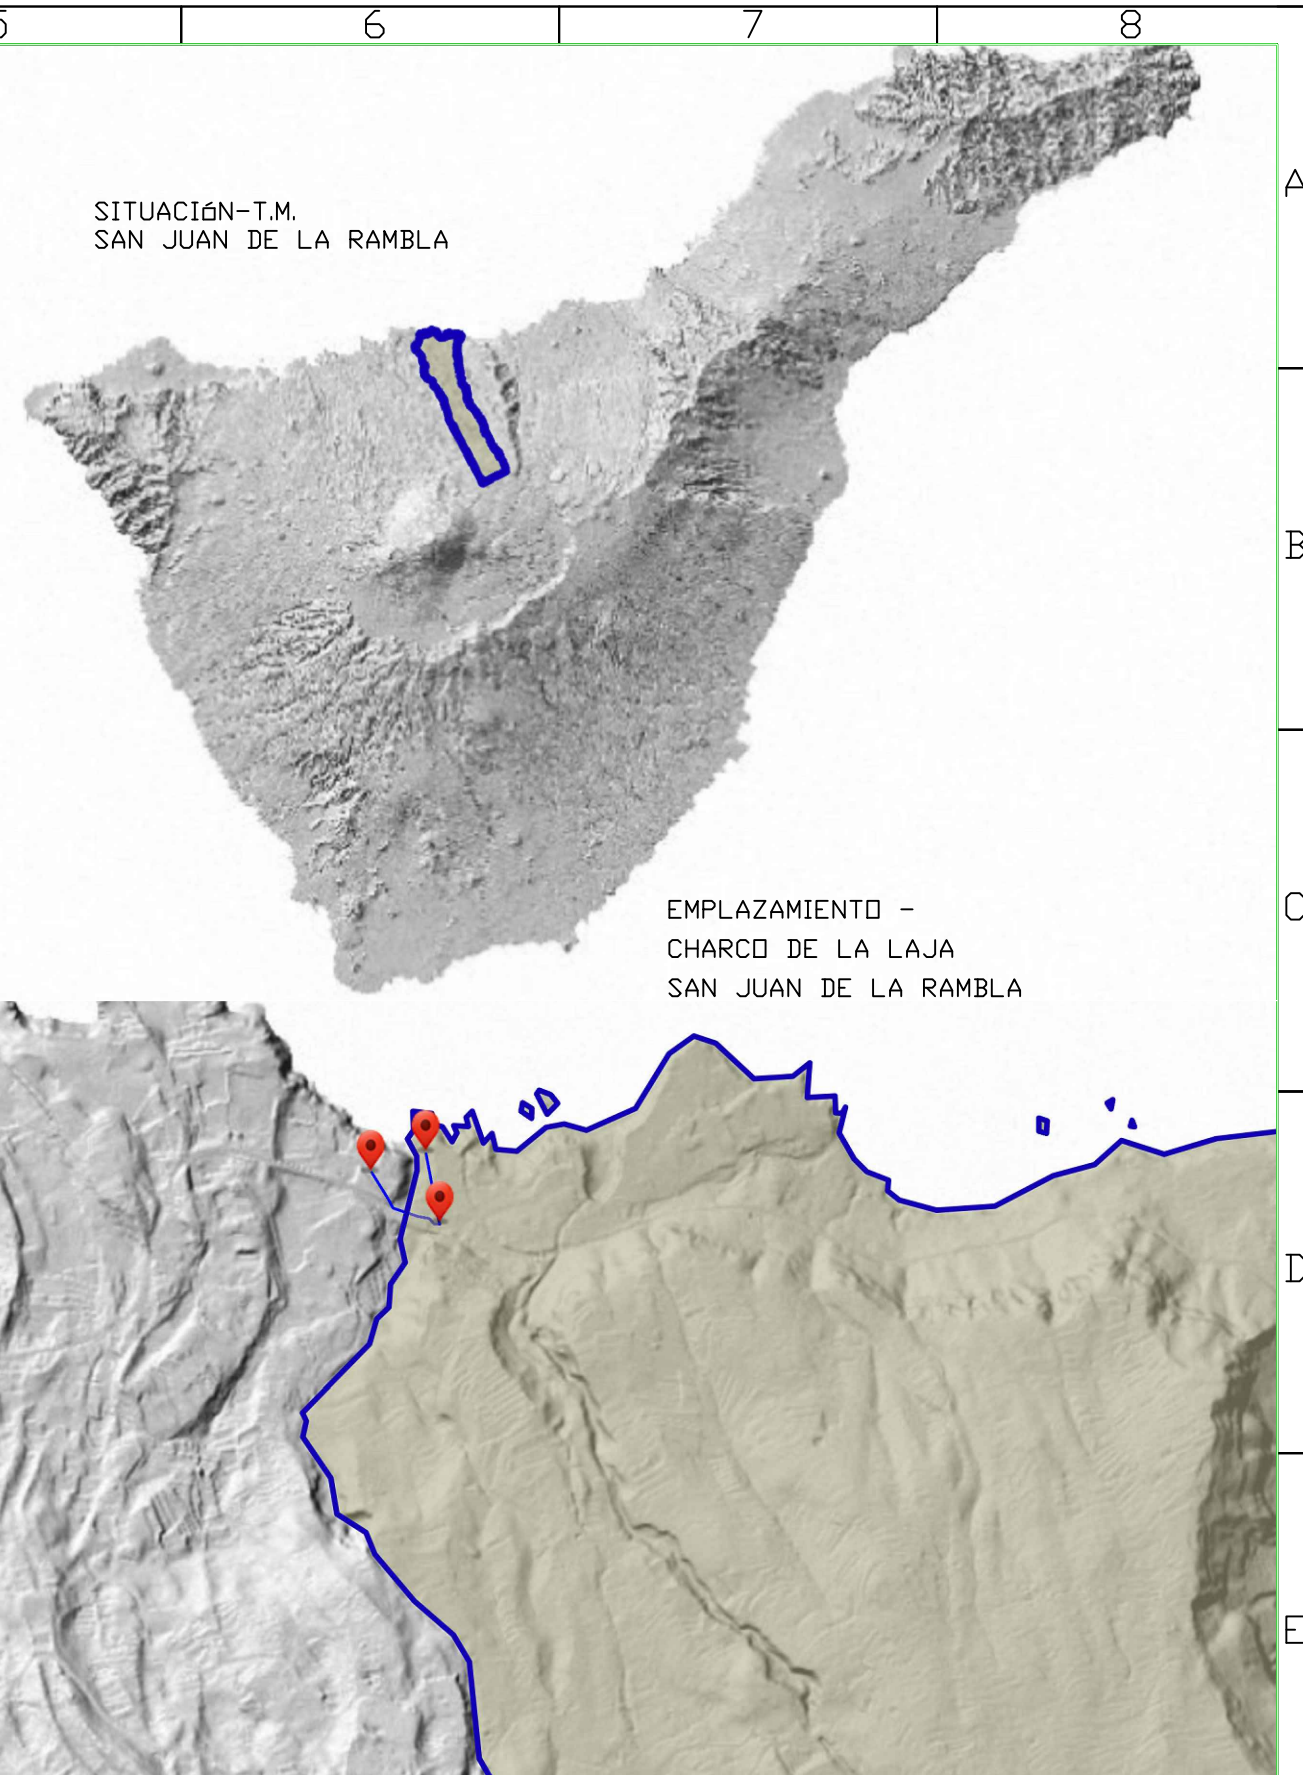 5
6
7
8
A
SITUACIóN-T.M.
SAN JUAN DE LA RAMBLA
B
C
EMPLAZAMIENTO -
CHARCO DE LA LAJA
SAN JUAN DE LA RAMBLA
D
E